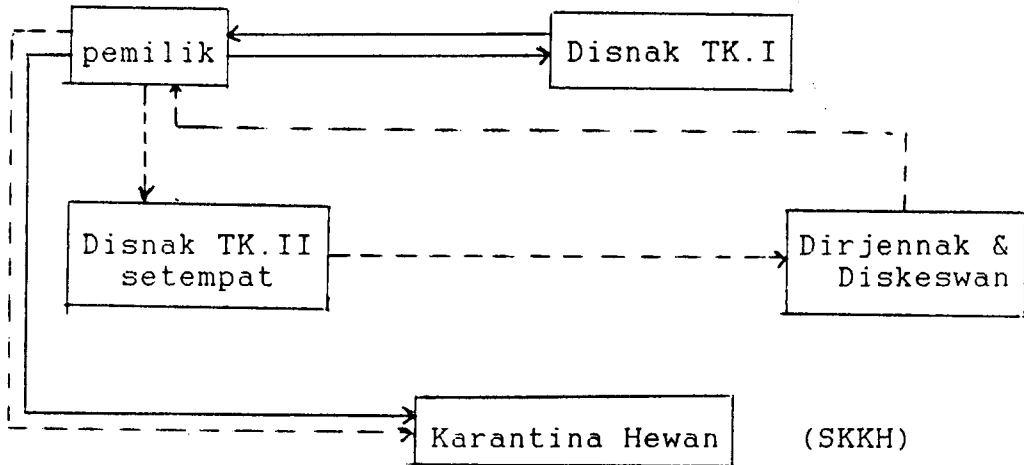 pemilik
Disnak TK.I
Disnak TK.II
setempat
Dirjennak &
Diskeswan
Karantina Hewan
(SKKH)